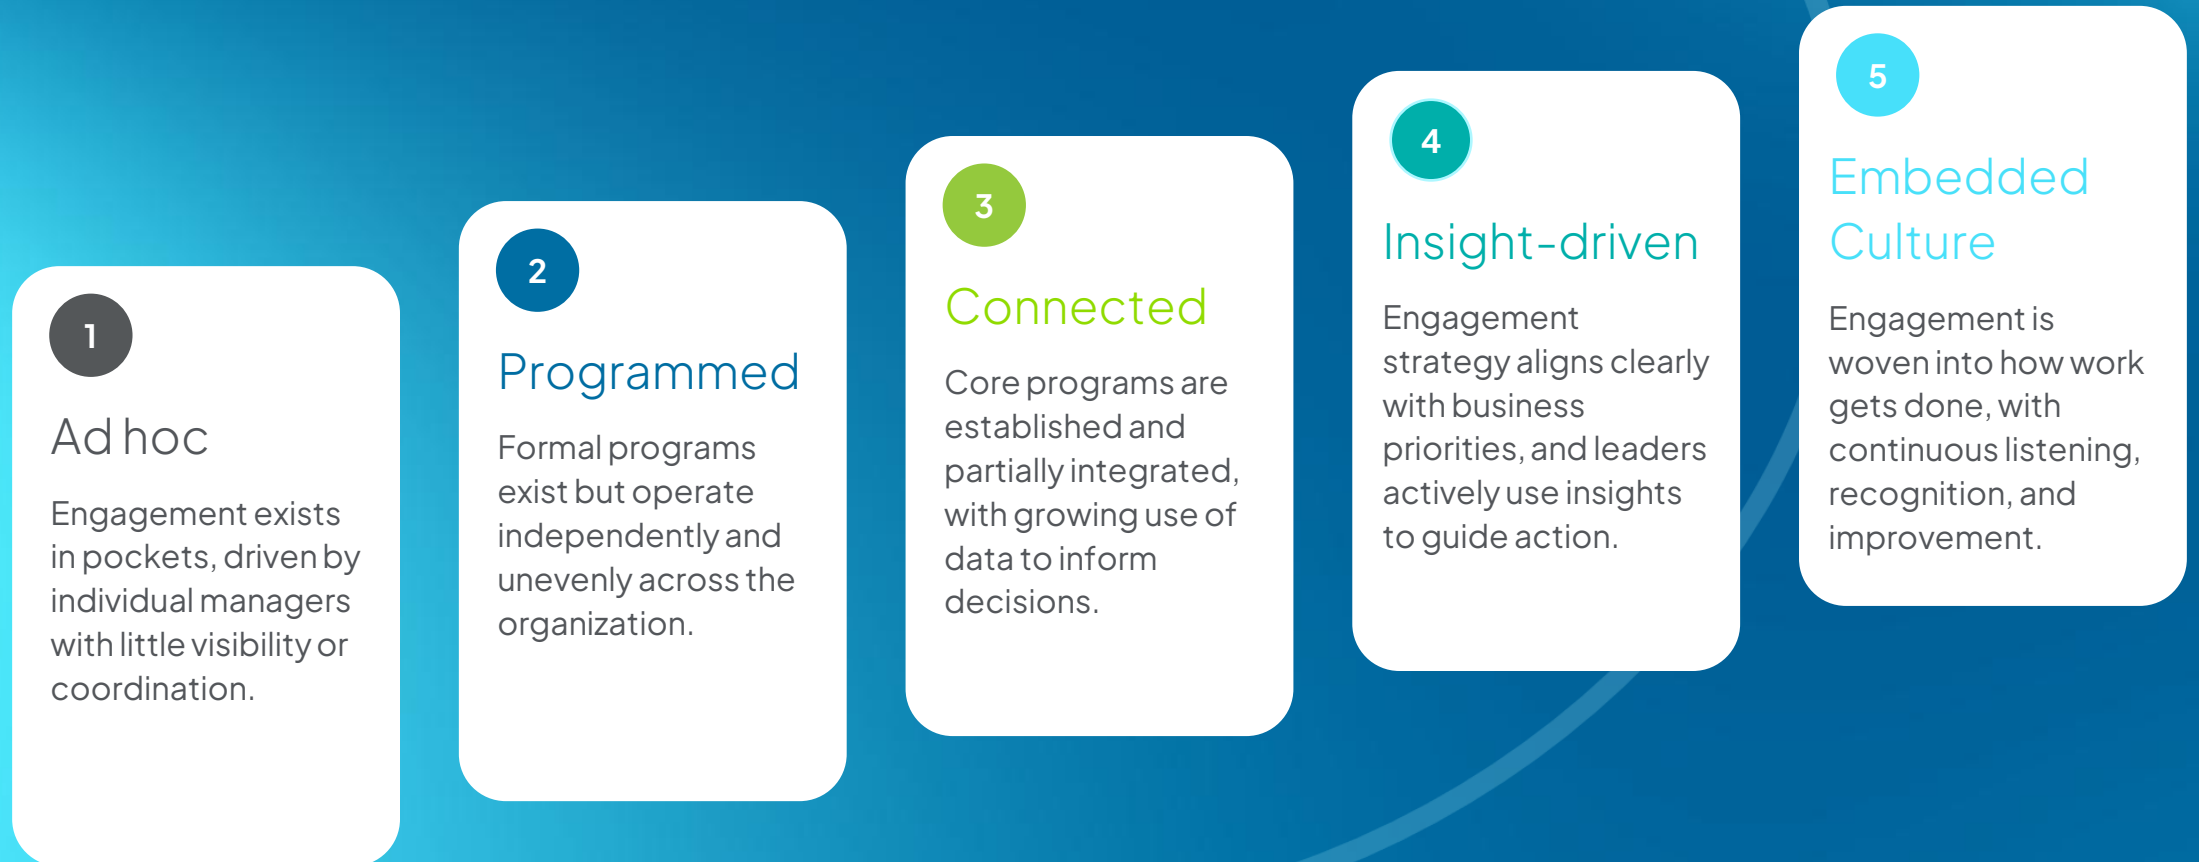 1
Ad hoc
Engagement exists
in pockets, driven by
individual managers
with little visibility or
coordination.
2
Programmed
Formal programs
exist but operate
independently and
unevenly across the
organization.
3
Connected
Core programs are
established and
partially integrated,
with growing use of
data to inform
decisions.
4
Insight-driven
Engagement
strategy aligns clearly
with business
priorities, and leaders
actively use insights
to guide action.
5
Embedded
Culture
Engagement is
woven into how work
gets done, with
continuous listening,
recognition, and
improvement.